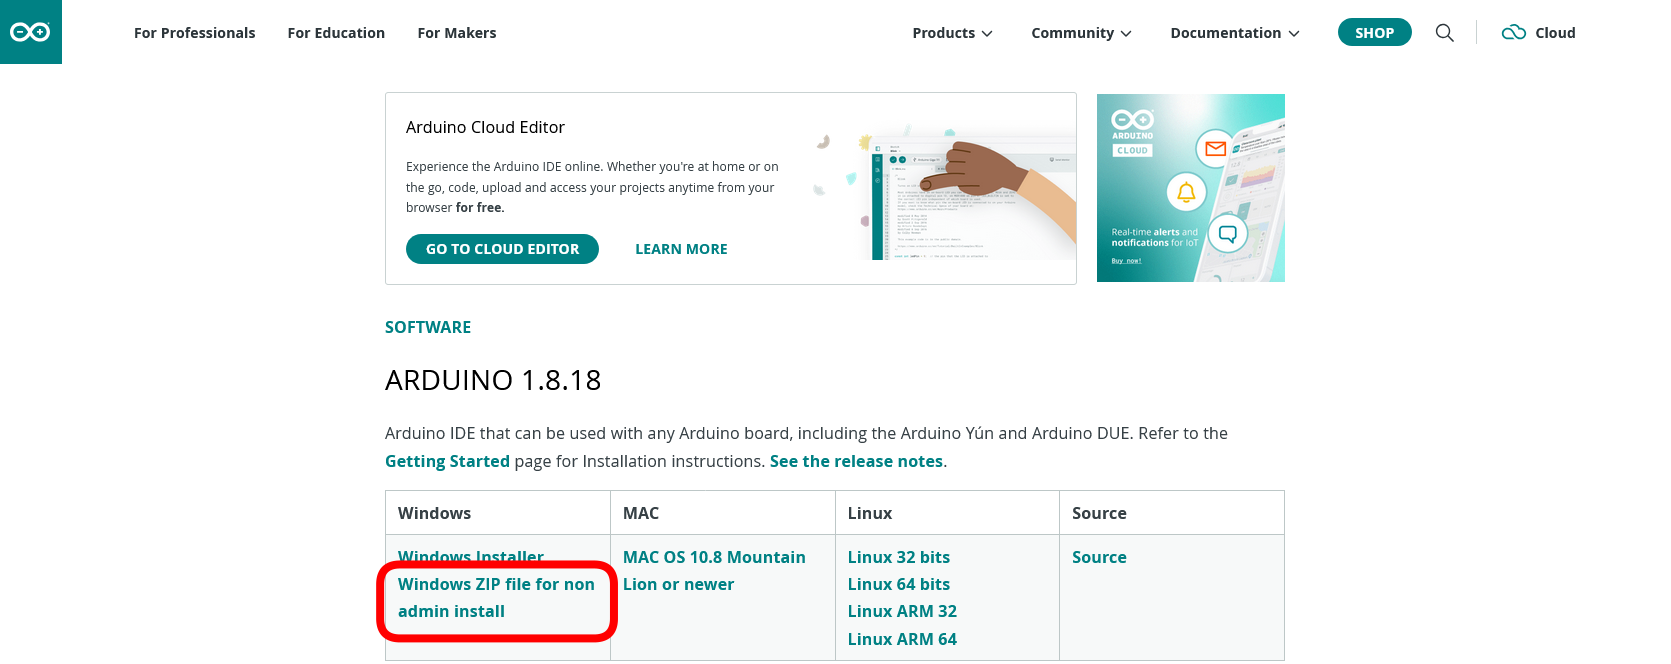 For Professionals
For Education
For Makers
Products
Community
Documentation
SHOP
Cloud
Arduino Cloud Editor
Experience the Arduino IDE online. Whether you're at home or on
the go, code, upload and access your projects anytime from your
browser for free.
GO TO CLOUD EDITOR
LEARN MORE
ARDUINO
CLOUD
Real-time alerts and
notifications for IoT
Buy now!
SOFTWARE
ARDUINO 1.8.18
Arduino IDE that can be used with any Arduino board, including the Arduino Yún and Arduino DUE. Refer to the
Getting Started page for Installation instructions. See the release notes.
Windows
MAC
Linux
Source
Windows Installer
Windows ZIP file for non
admin install
MAC OS 10.8 Mountain
Lion or newer
Linux 32 bits
Linux 64 bits
Linux ARM 32
Linux ARM 64
Source